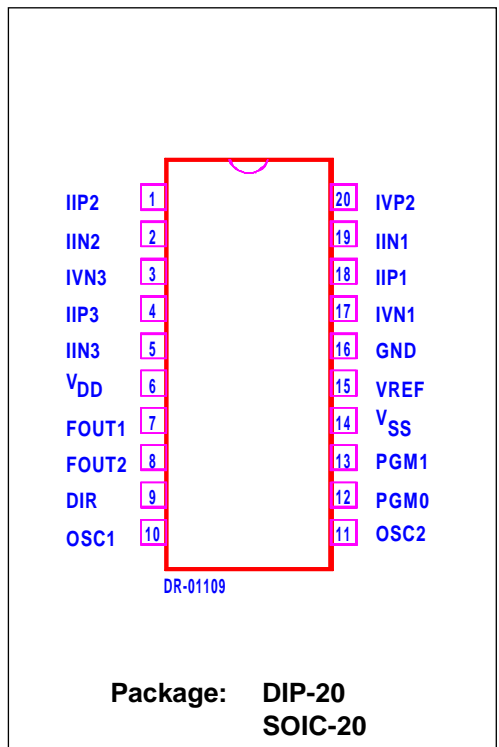 IIP2 1 20 IVP2
IIN2 2 19 IIN1
IVN3 3 18 IIP1
IIP3 4 17 IVN1
IIN3 5 16 GND
VDD 6 15 VREF
FOUT1 7 14 VSS
FOUT2 8 13 PGM1
DIR 9 12 PGM0
OSC1 10 11 OSC2
DR-01109
Package: DIP-20
SOIC-20